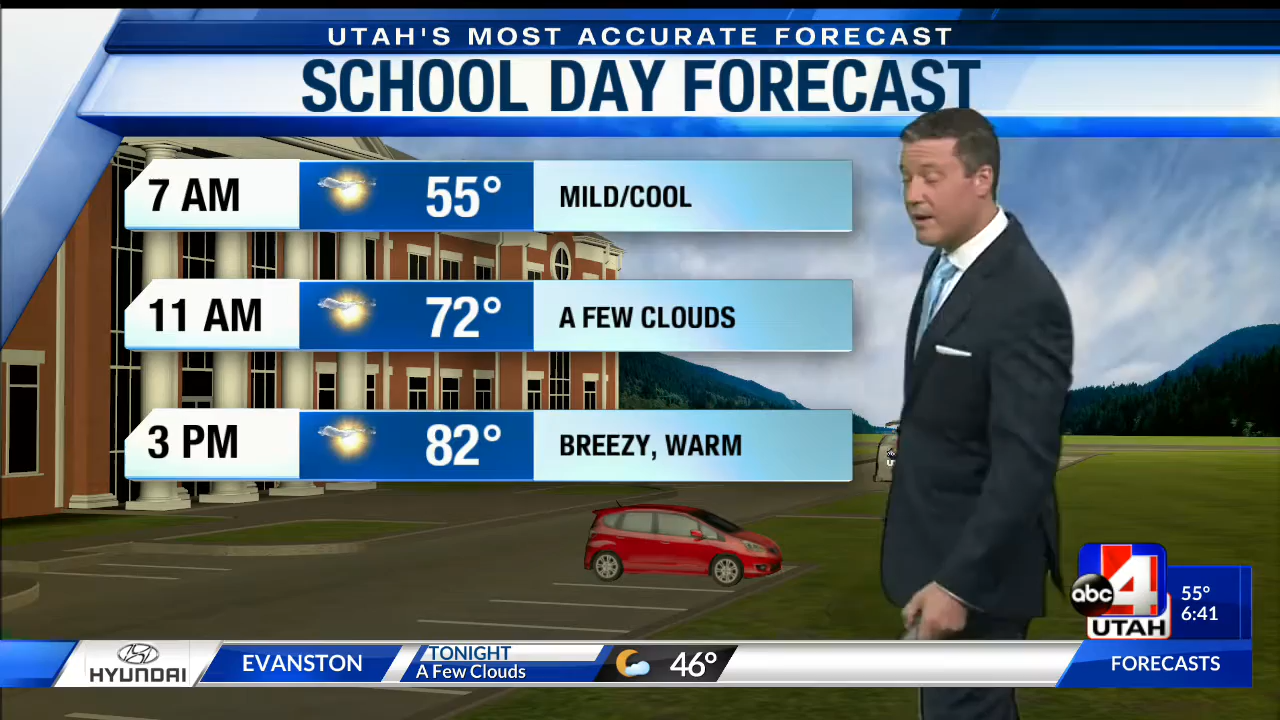 UTAH'S MOST ACCURATE FORECAST
SCHOOL DAY FORECAST
7 AM 55° MILD/COOL
11 AM 72° A FEW CLOUDS
3 PM 82° BREEZY, WARM
abc 4 UTAH
55°
6:41
HYUNDAI
EVANSTON
TONIGHT
A Few Clouds
46°
FORECASTS